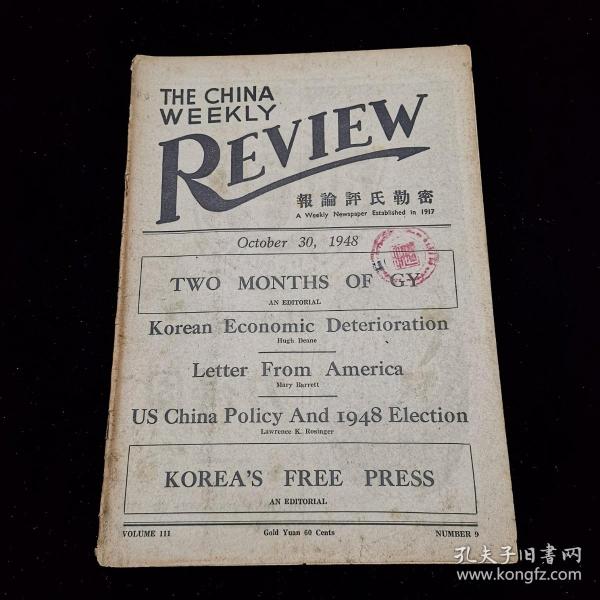 THE CHINA
WEEKLY
REVIEW
報論評氏勒密
A Weekly Newspaper Established in 1917
October 30, 1948
TWO MONTHS OF GY
AN EDITORIAL
Korean Economic Deterioration
Hugh Deane
Letter From America
Mary Barrett
US China Policy And 1948 Election
Lawrence K. Rosinger
KOREA'S FREE PRESS
AN EDITORIAL
VOLUME 111
Gold Yuan 60 Cents
NUMBER 9
孔夫子旧书网
www.kongfz.com